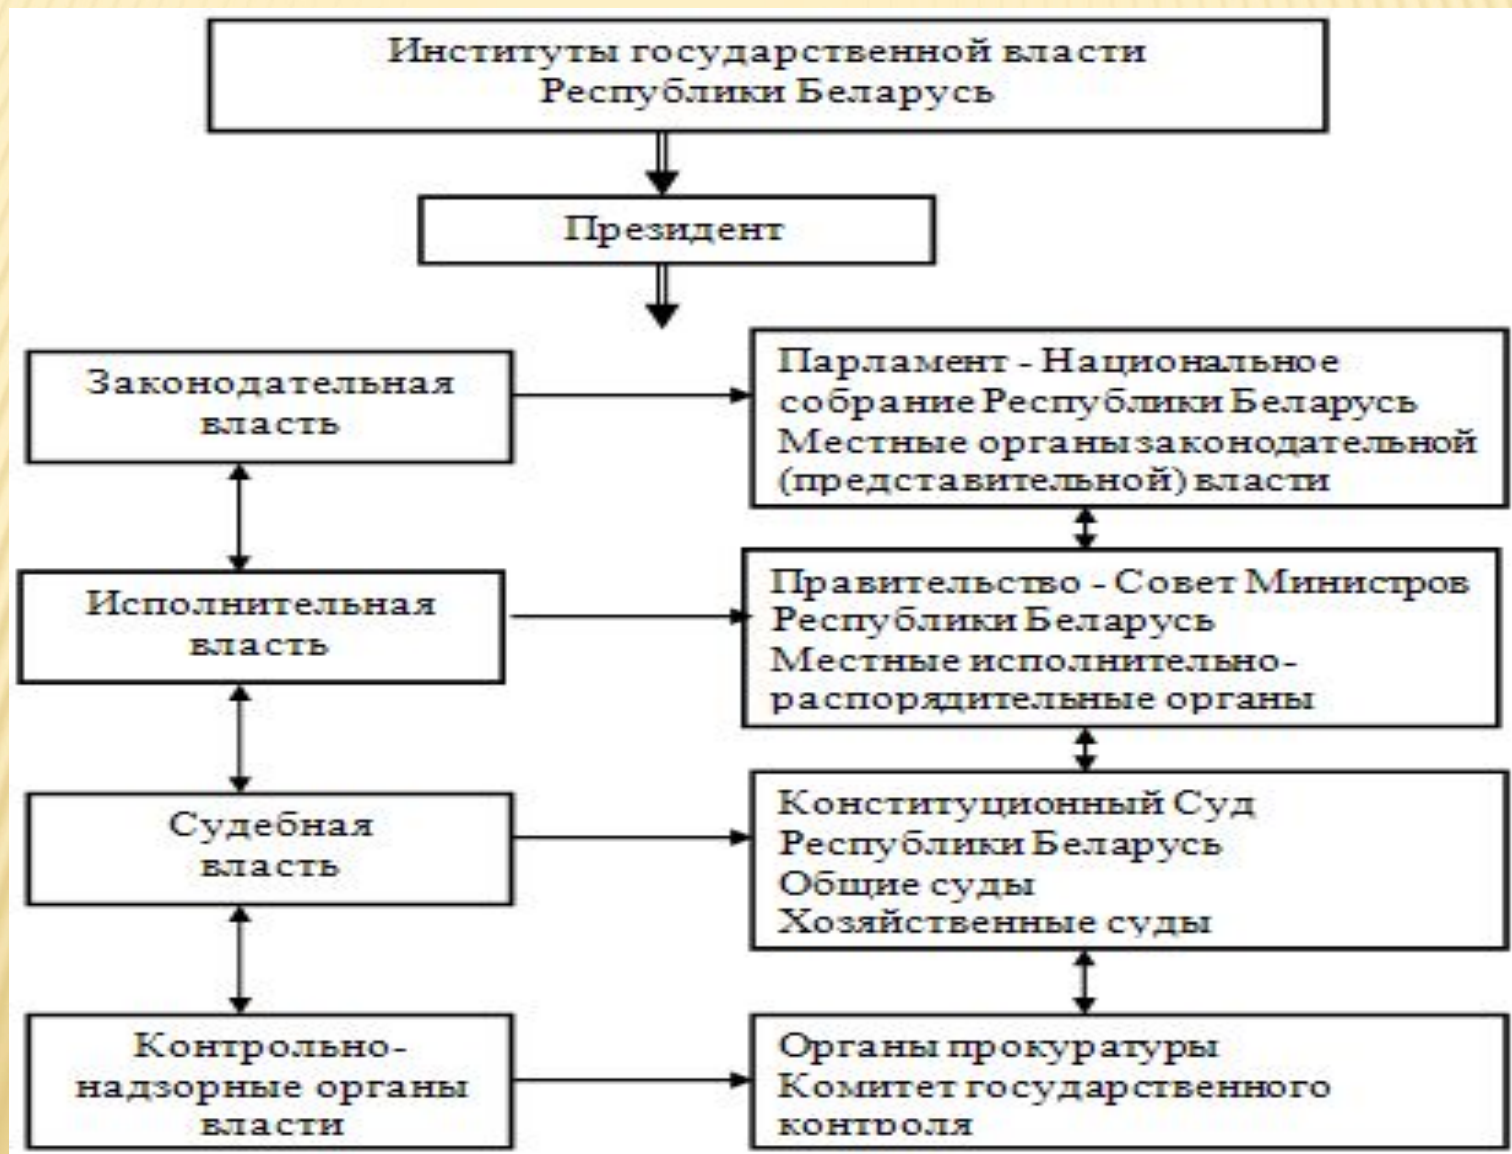 Институты государственной власти
Республики Беларусь
Президент
Законодательная
власть
Парламент - Национальное
собрание Республики Беларусь
Местные органы законодательной
(представительной) власти
Исполнительная
власть
Правительство - Совет Министров
Республики Беларусь
Местные исполнительно-
распорядительные органы
Судебная
власть
Конституционный Суд
Республики Беларусь
Общие суды
Хозяйственные суды
Контрольно-
надзорные органы
власти
Органы прокуратуры
Комитет государственного
контроля